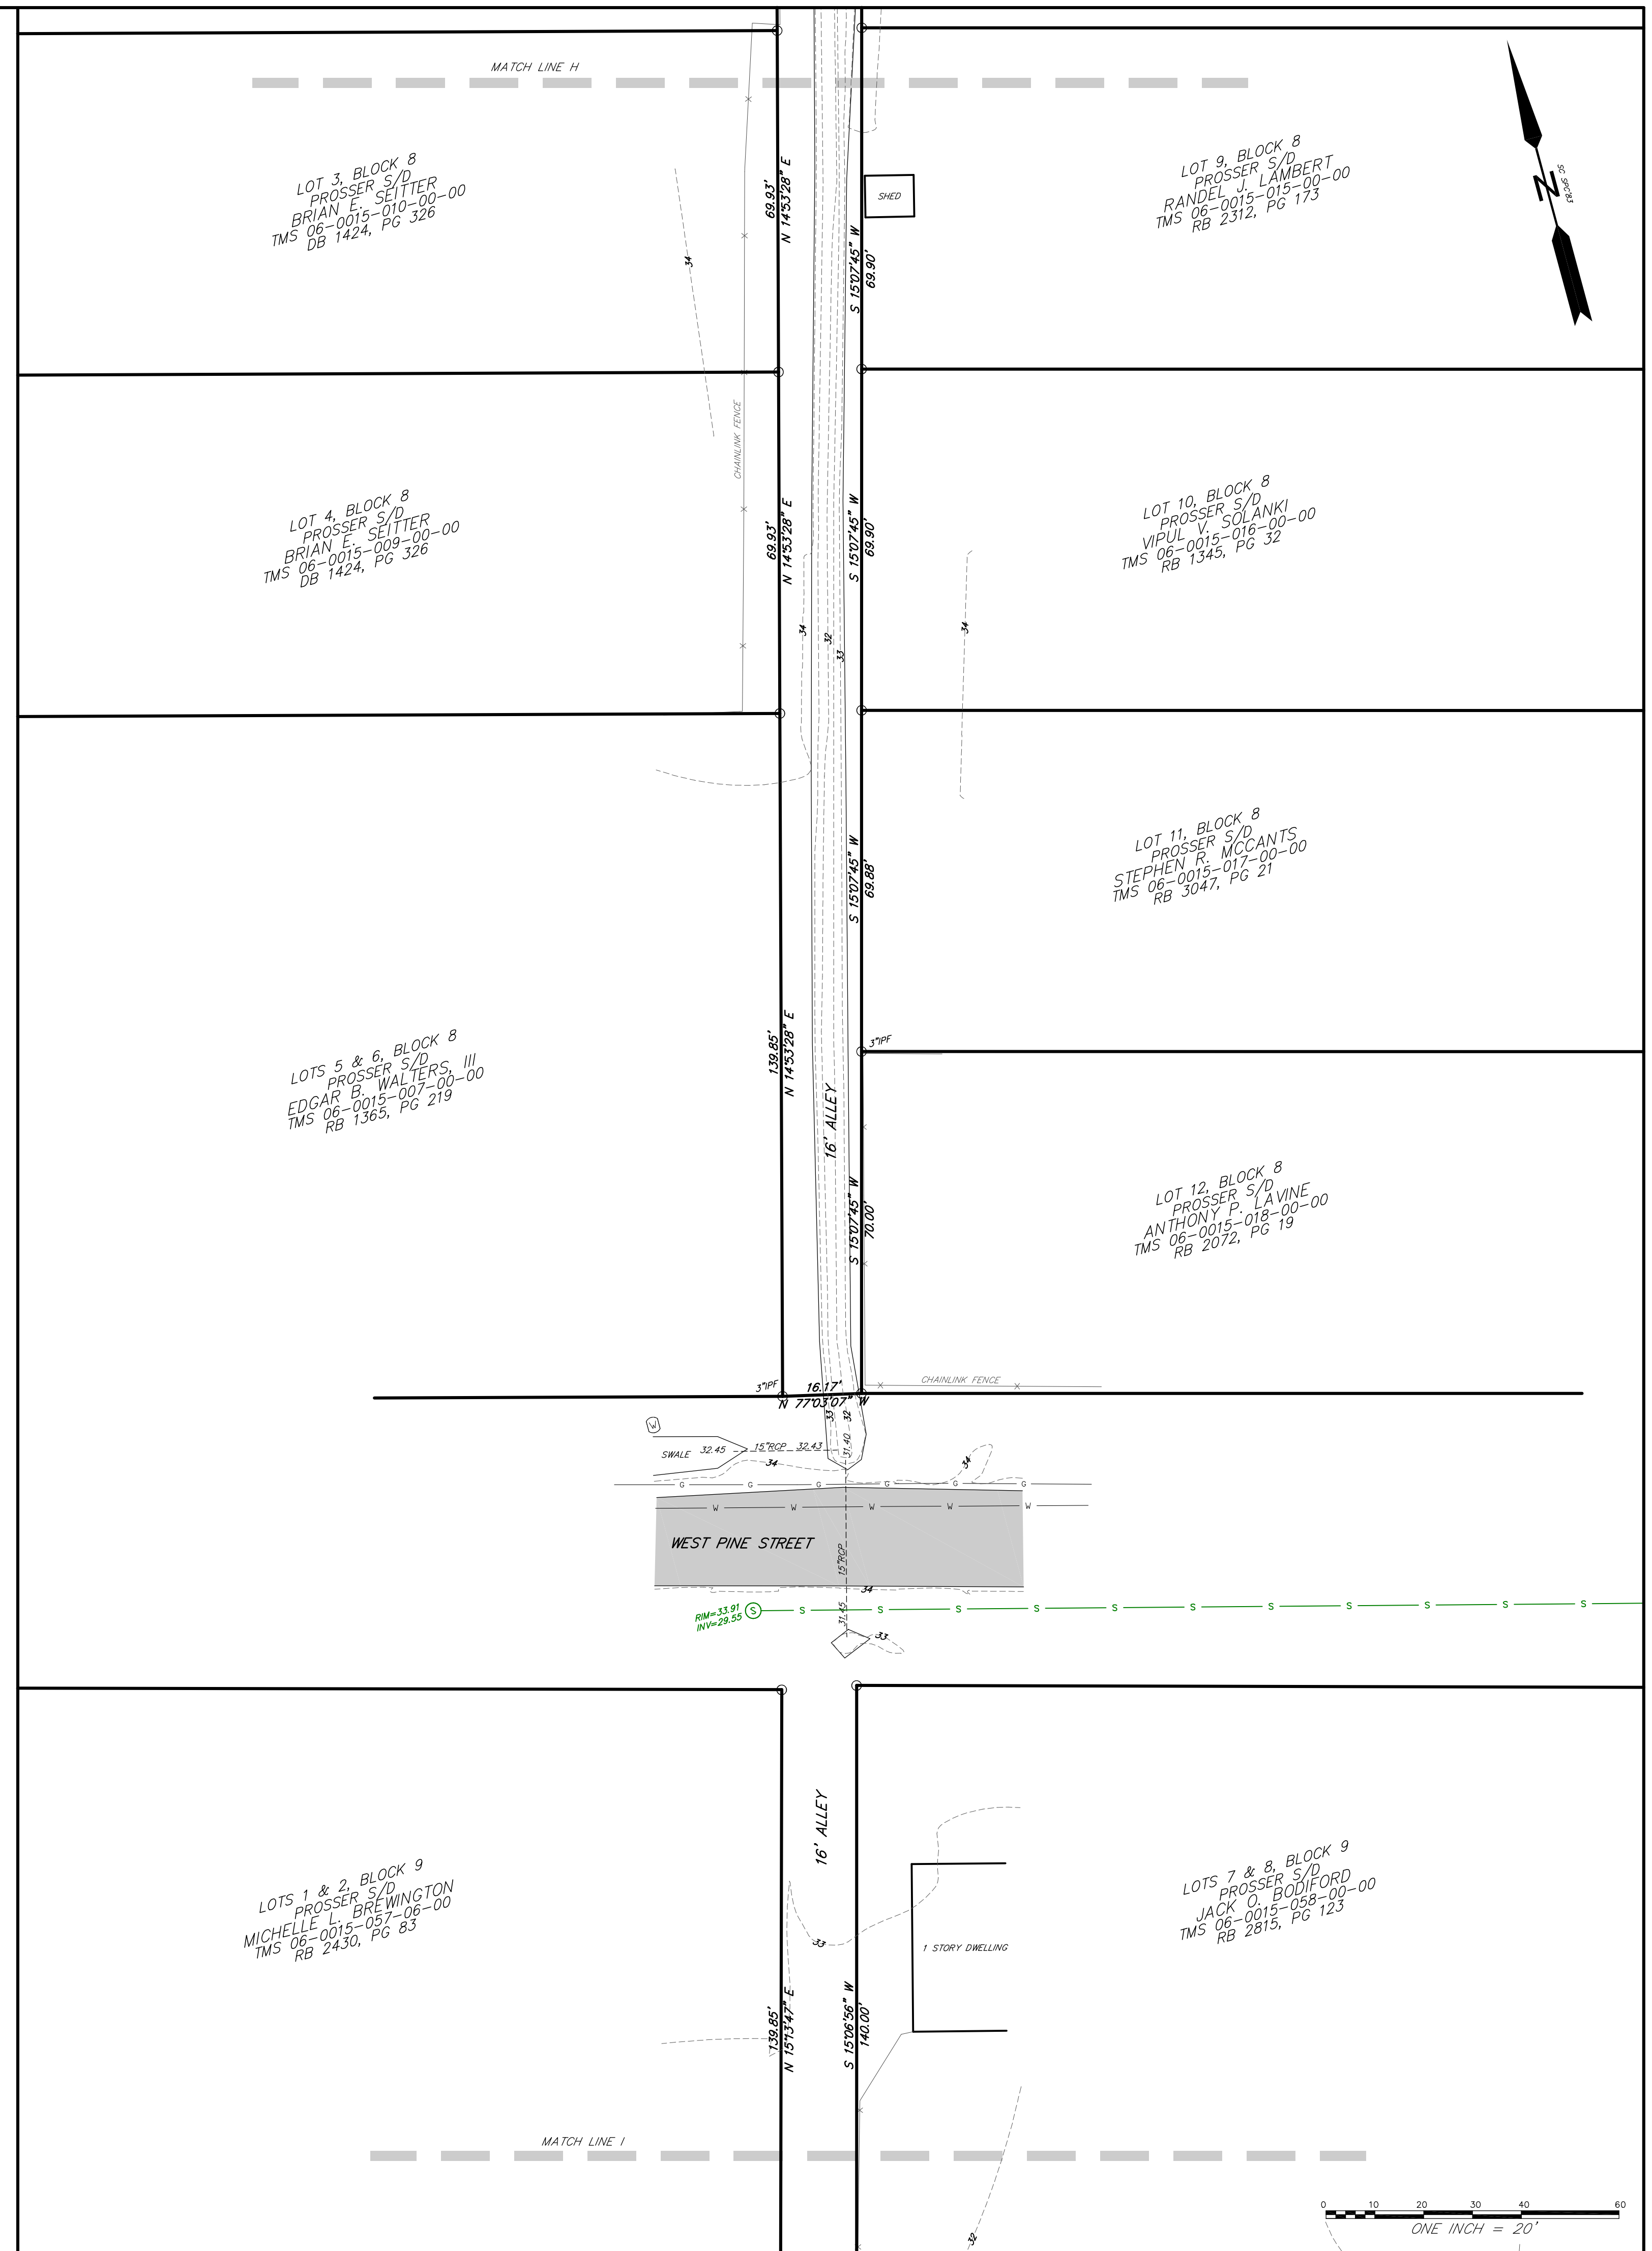 MATCH LINE H
LOT 3, BLOCK 8
PROSSER S/D
BRIAN E. SEITTER
TMS 06-0015-010-00-00
DB 1424, PG 326
69.93'
N 14°53'28" E
34
SHED
S 15°07'45" W
69.90'
LOT 9, BLOCK 8
PROSSER S/D
RANDEL J. LAMBERT
TMS 06-0015-015-00-00
RB 2312, PG 173
N
SC SPC'83
CHAINLINK FENCE
LOT 4, BLOCK 8
PROSSER S/D
BRIAN E. SEITTER
TMS 06-0015-009-00-00
DB 1424, PG 326
69.93'
N 14°53'28" E
S 15°07'45" W
69.90'
34
32
33
34
LOT 10, BLOCK 8
PROSSER S/D
VIPUL V. SOLANKI
TMS 06-0015-016-00-00
RB 1345, PG 32
S 15°07'45" W
69.88'
LOT 11, BLOCK 8
PROSSER S/D
STEPHEN R. MCCANTS
TMS 06-0015-017-00-00
RB 3047, PG 21
LOTS 5 & 6, BLOCK 8
PROSSER S/D
EDGAR B. WALTERS, III
TMS 06-0015-007-00-00
RB 1365, PG 219
139.85'
N 14°53'28" E
16' ALLEY
3"IPF
S 15°07'45" W
70.00'
LOT 12, BLOCK 8
PROSSER S/D
ANTHONY P. LAVINE
TMS 06-0015-018-00-00
RB 2072, PG 19
CHAINLINK FENCE
3"IPF
16.17'
N 77°03'07" W
33
32
31.40
W
SWALE 32.45
15"RCP 32.43
34
34
G G G G G G
W W W W W
WEST PINE STREET
15"RCP
34
RIM=33.91
INV=29.55
S S S S S S S S S S S S
31.45
33
16' ALLEY
LOTS 1 & 2, BLOCK 9
PROSSER S/D
MICHELLE L. BREWINGTON
TMS 06-0015-057-06-00
RB 2430, PG 83
33
1 STORY DWELLING
LOTS 7 & 8, BLOCK 9
PROSSER S/D
JACK O. BODIFORD
TMS 06-0015-058-00-00
RB 2815, PG 123
139.85'
N 15°13'47" E
S 15°06'56" W
140.00'
MATCH LINE I
32
0 10 20 30 40 60
ONE INCH = 20'